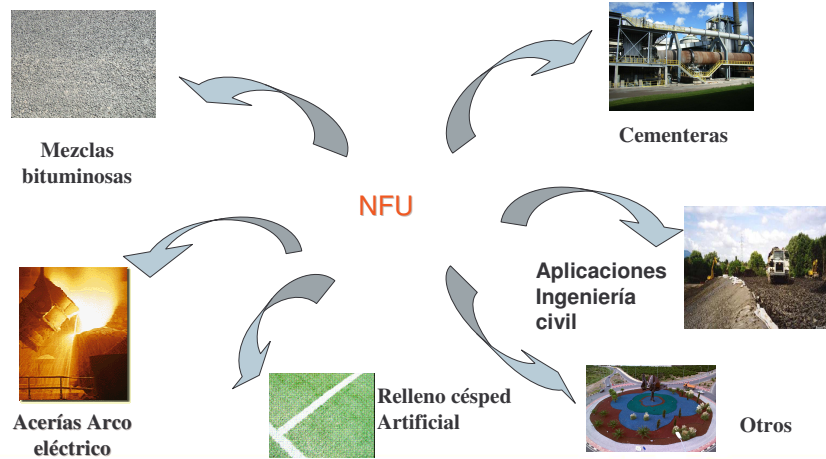 Mezclas
bituminosas
Cementeras
NFU
Aplicaciones
Ingeniería
civil
Acerías Arco
eléctrico
Relleno césped
Artificial
Otros